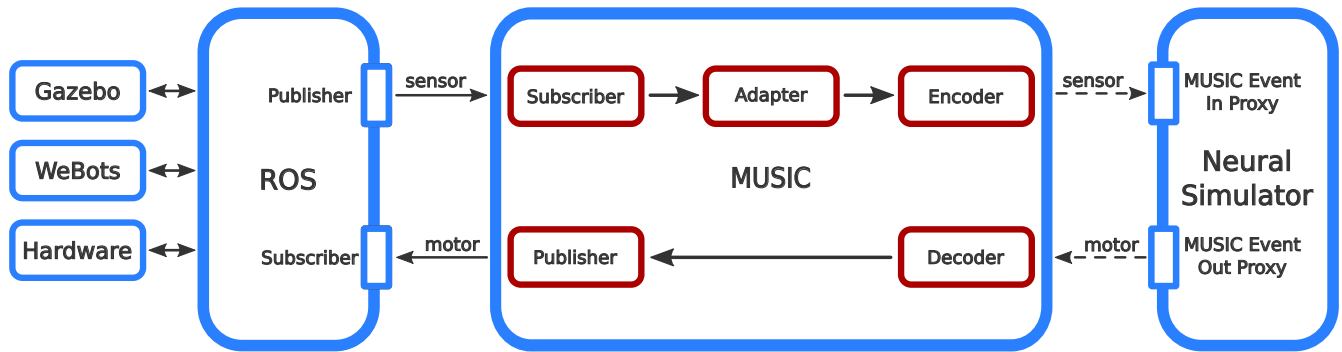 Gazebo
WeBots
Hardware
Publisher
ROS
Subscriber
sensor
motor
Subscriber
Adapter
Encoder
MUSIC
Publisher
Decoder
sensor
motor
MUSIC Event
In Proxy
Neural
Simulator
MUSIC Event
Out Proxy